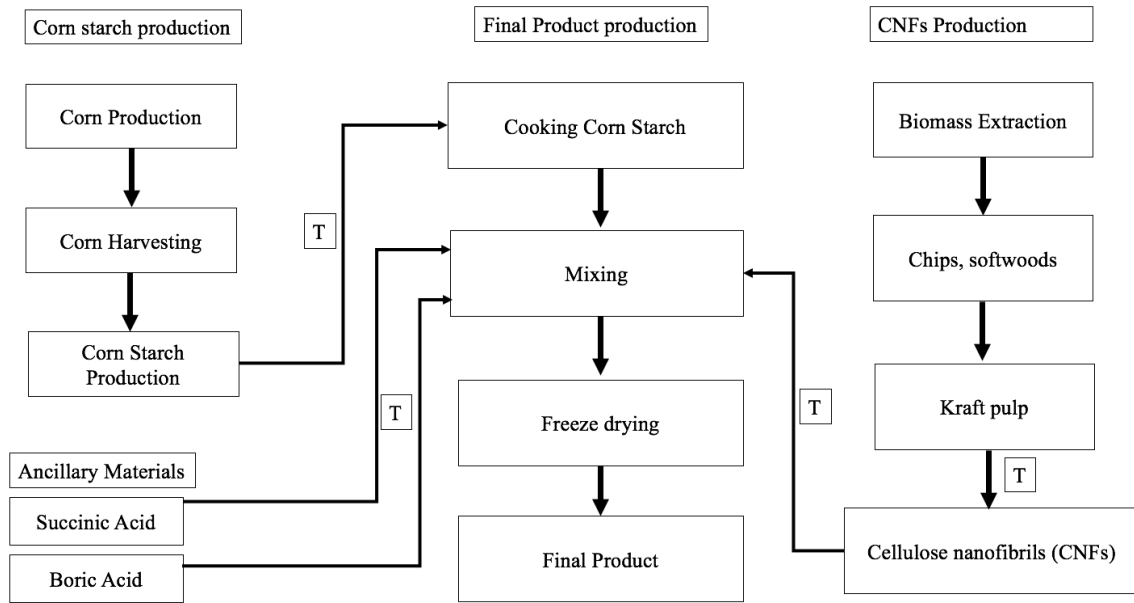 Corn starch production
Final Product production
CNFs Production
Corn Production
Cooking Corn Starch
Biomass Extraction
T
Corn Harvesting
Mixing
Chips, softwoods
Corn Starch
Production
T
T
Freeze drying
Kraft pulp
T
Ancillary Materials
Succinic Acid
Boric Acid
Final Product
Cellulose nanofibrils (CNFs)